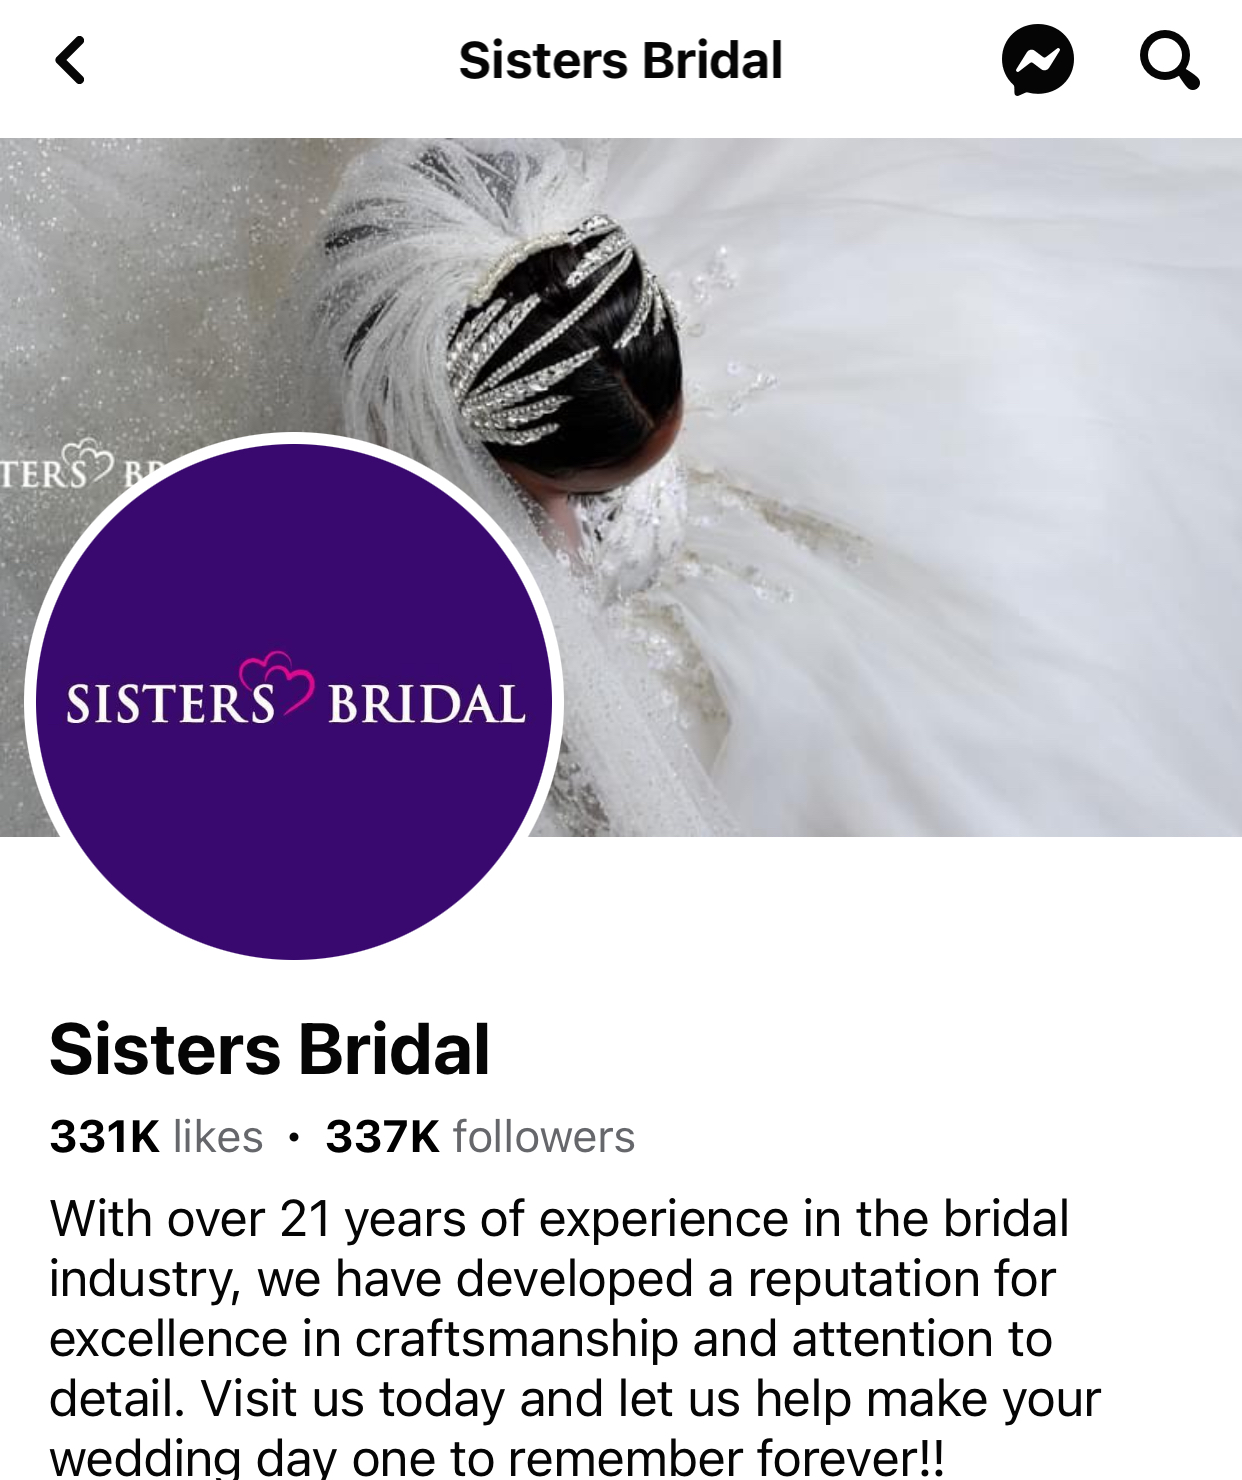 Sisters Bridal
TERS BR
SISTERS BRIDAL
Sisters Bridal
331K likes · 337K followers
With over 21 years of experience in the bridal
industry, we have developed a reputation for
excellence in craftsmanship and attention to
detail. Visit us today and let us help make your
wedding day one to remember forever!!